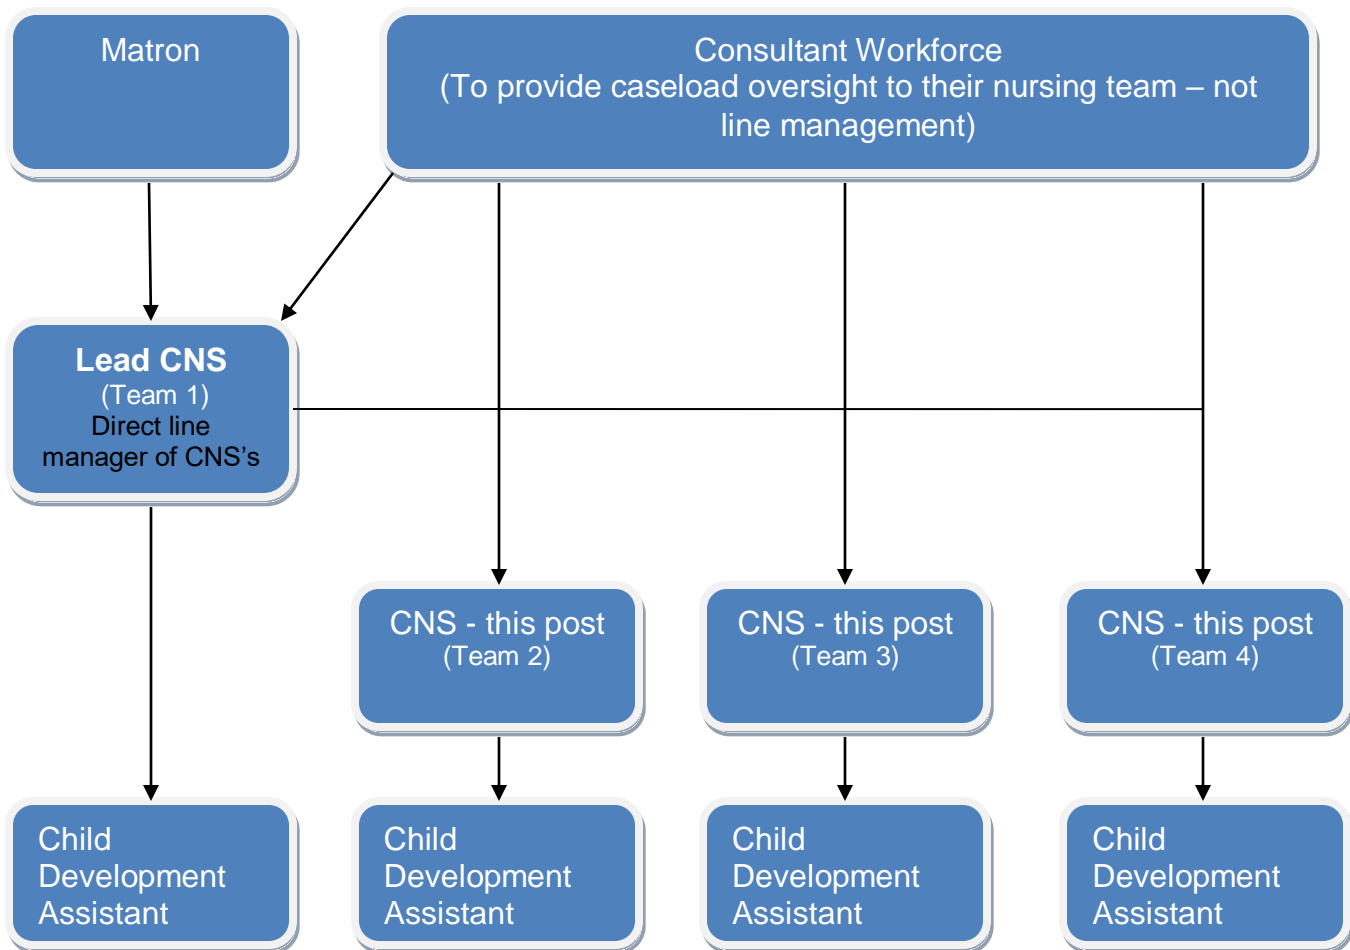 Matron
Consultant Workforce
(To provide caseload oversight to their nursing team – not
line management)
Lead CNS
(Team 1)
Direct line
manager of CNS’s
CNS - this post
(Team 2)
CNS - this post
(Team 3)
CNS - this post
(Team 4)
Child
Development
Assistant
Child
Development
Assistant
Child
Development
Assistant
Child
Development
Assistant